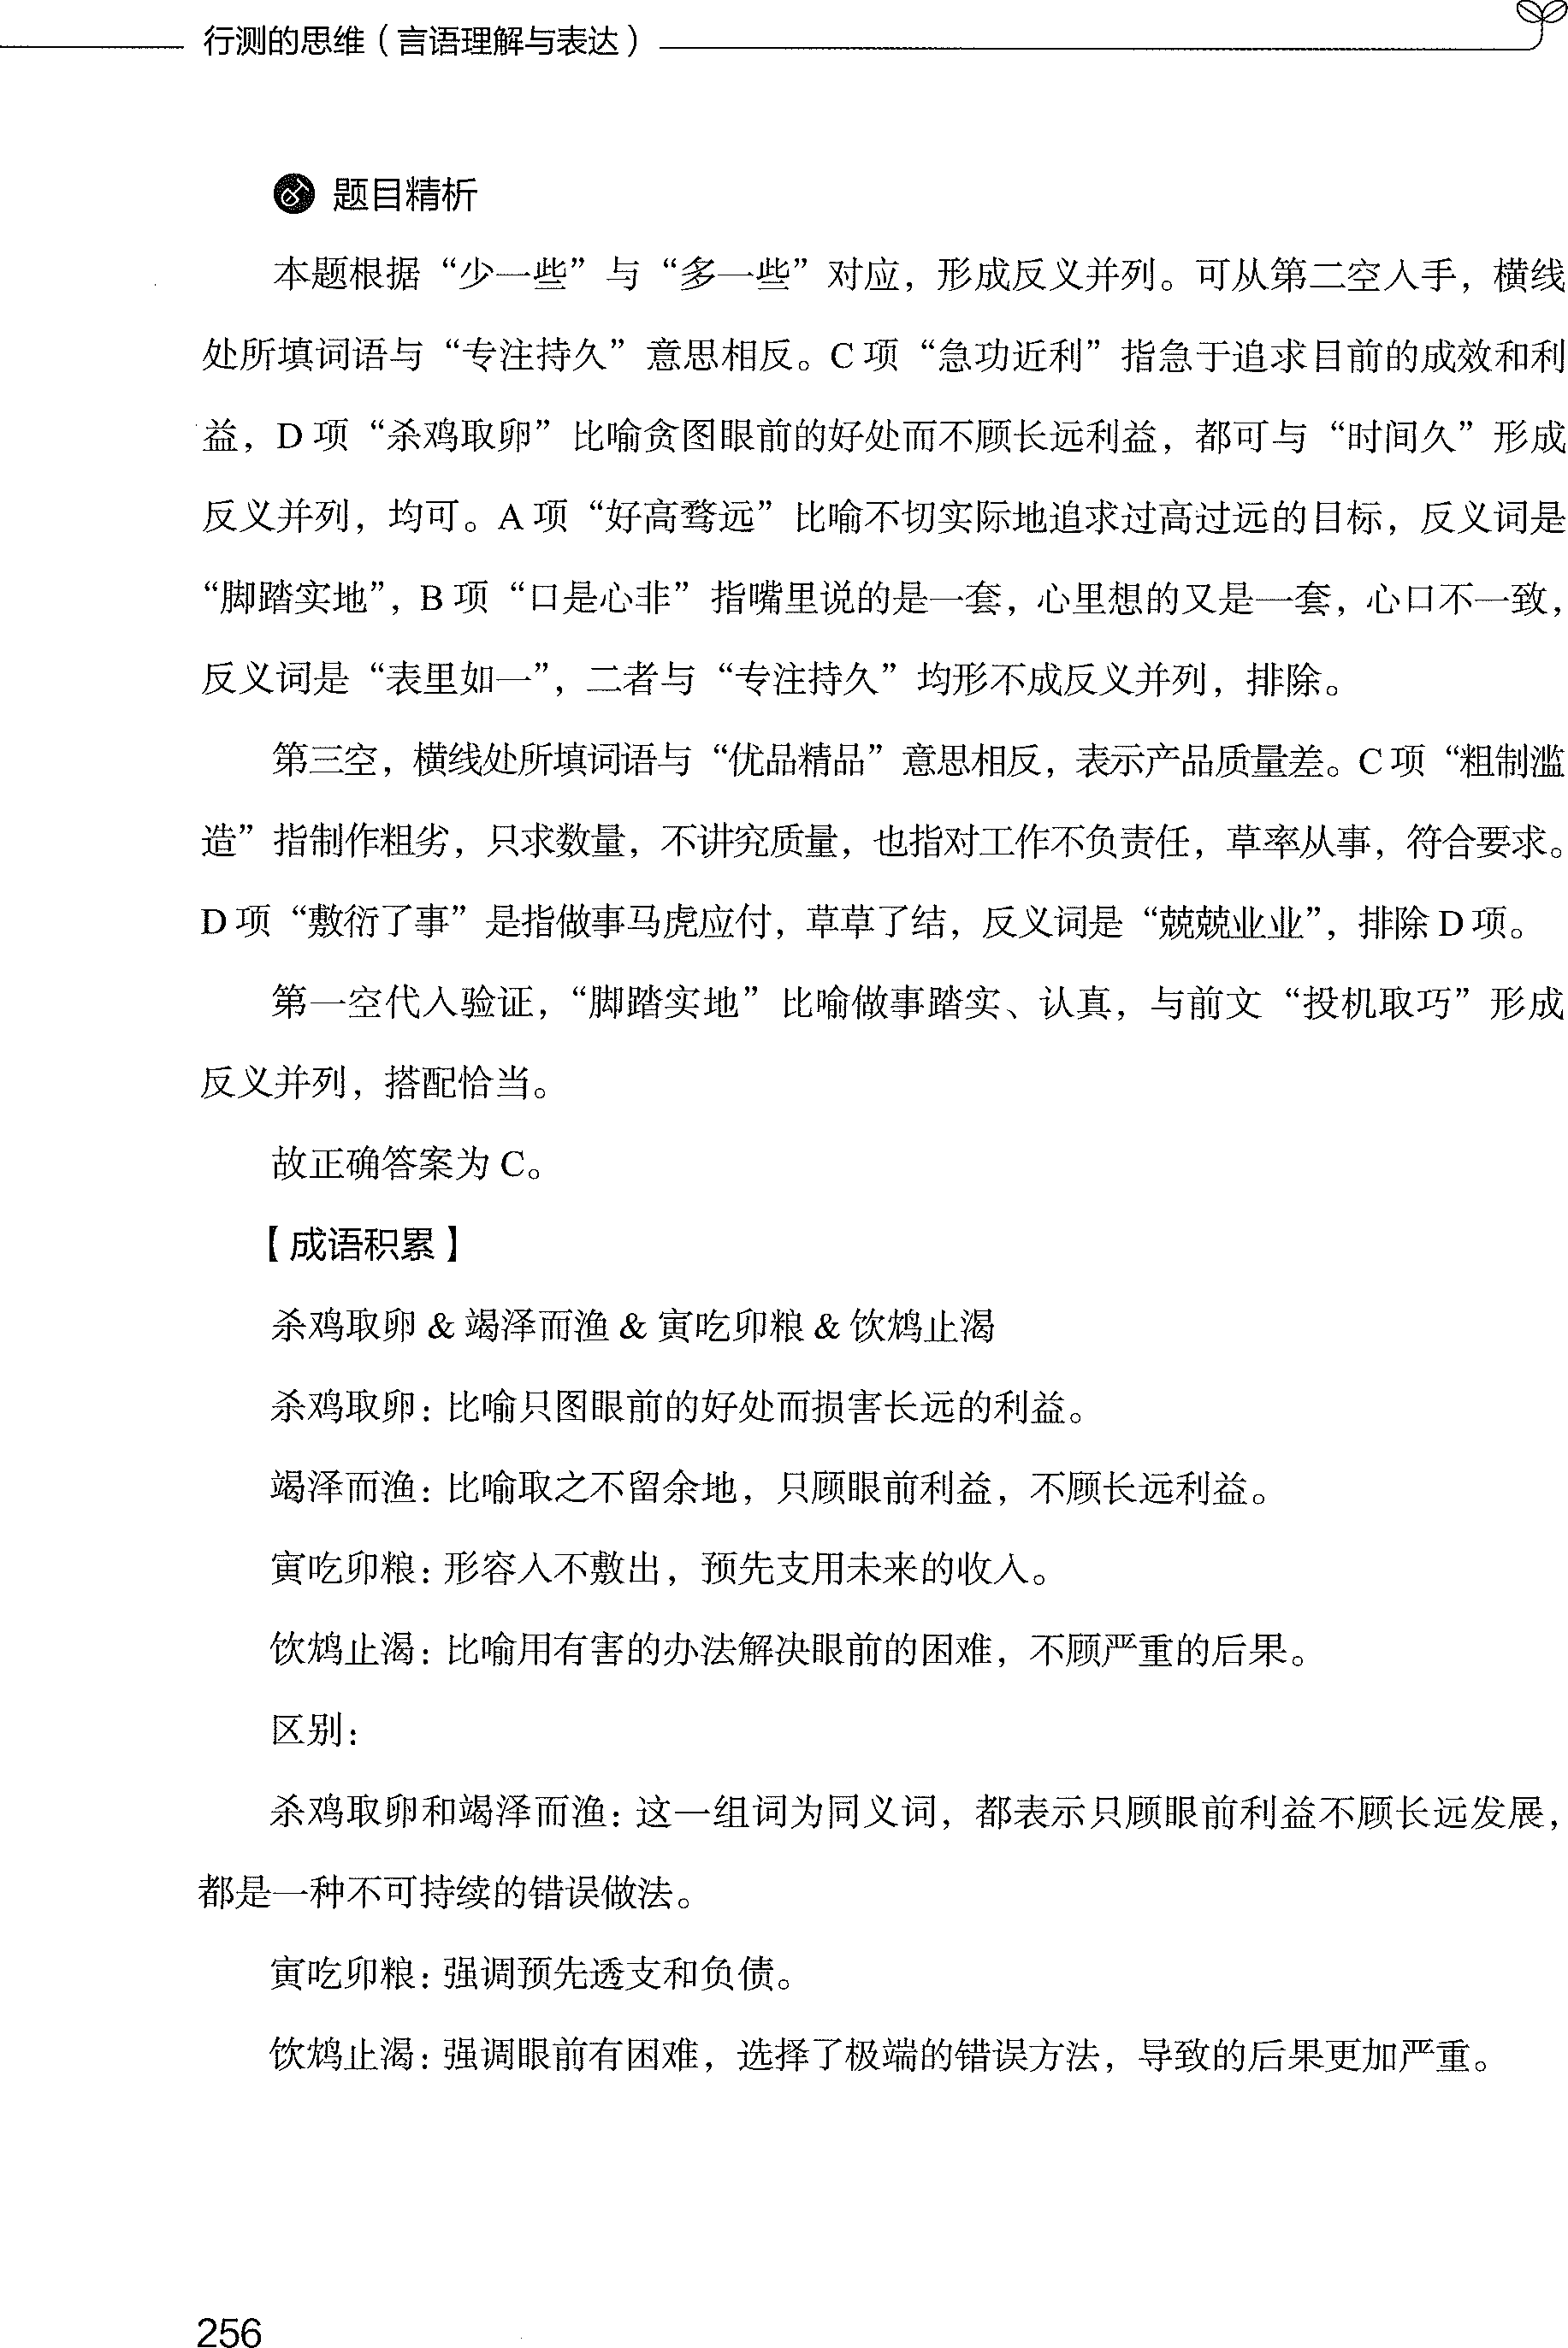 行测的思维（言语理解与表达）
题目精析
本题根据“少一些”与“多一些”对应，形成反义并列。可从第二空入手，横线
处所填词语与“专注持久”意思相反。C 项“急功近利”指急于追求目前的成效和利
益，D 项“杀鸡取卵”比喻贪图眼前的好处而不顾长远利益，都可与“时间久”形成
反义并列，均可。A 项“好高骛远”比喻不切实际地追求过高过远的目标，反义词是
“脚踏实地”，B 项“口是心非”指嘴里说的是一套，心里想的又是一套，心口不一致，
反义词是“表里如一”，二者与“专注持久”均形不成反义并列，排除。
第三空，横线处所填词语与“优品精品”意思相反，表示产品质量差。C 项“粗制滥
造”指制作粗劣，只求数量，不讲究质量，也指对工作不负责任，草率从事，符合要求。
D 项“敷衍了事”是指做事马虎应付，草草了结，反义词是“兢兢业业”，排除 D 项。
第一空代入验证，“脚踏实地”比喻做事踏实、认真，与前文“投机取巧”形成
反义并列，搭配恰当。
故正确答案为 C。
【成语积累】
杀鸡取卵 & 竭泽而渔 & 寅吃卯粮 & 饮鸩止渴
杀鸡取卵：比喻只图眼前的好处而损害长远的利益。
竭泽而渔：比喻取之不留余地，只顾眼前利益，不顾长远利益。
寅吃卯粮：形容入不敷出，预先支用未来的收入。
饮鸩止渴：比喻用有害的办法解决眼前的困难，不顾严重的后果。
区别：
杀鸡取卵和竭泽而渔：这一组词为同义词，都表示只顾眼前利益不顾长远发展，
都是一种不可持续的错误做法。
寅吃卯粮：强调预先透支和负债。
饮鸩止渴：强调眼前有困难，选择了极端的错误方法，导致的后果更加严重。
256